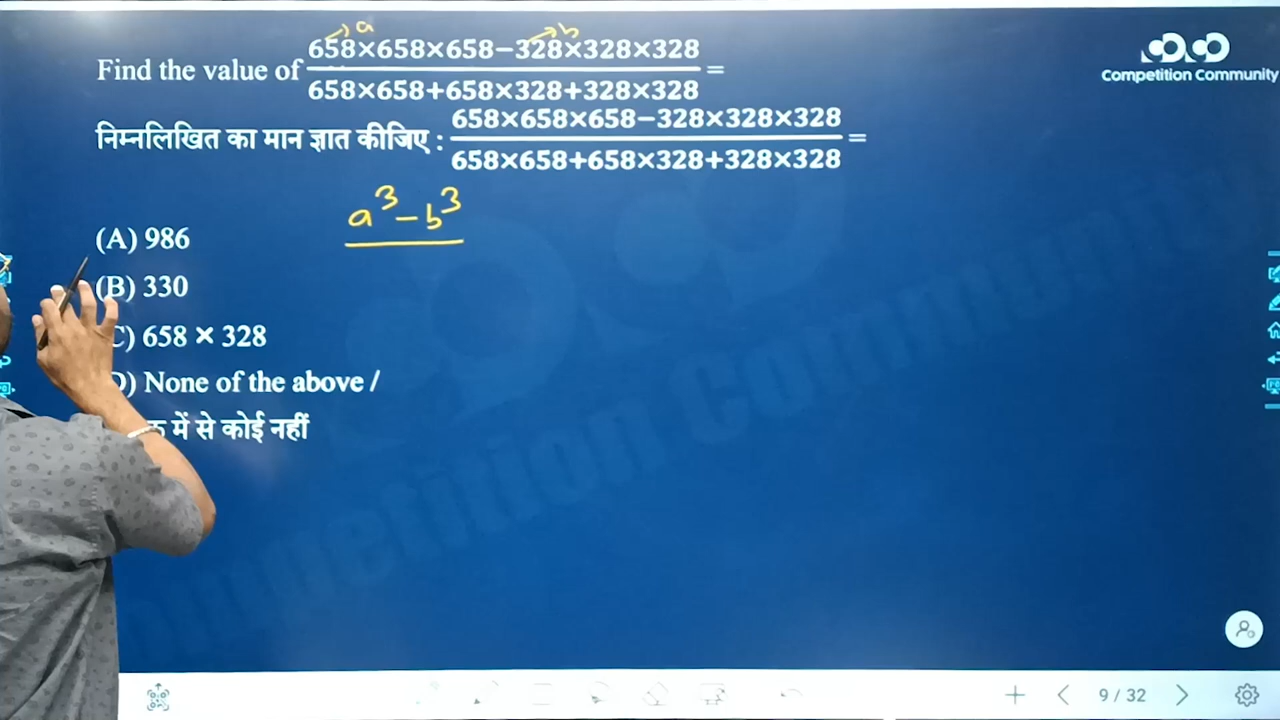 a b
Find the value of 658×658×658−328×328×328 / 658×658+658×328+328×328 =
Competition Community
निम्नलिखित का मान ज्ञात कीजिए : 658×658×658−328×328×328 / 658×658+658×328+328×328 =
a³−b³
(A) 986
(B) 330
C) 658 × 328
D) None of the above /
में से कोई नहीं
Competition Community
9 / 32